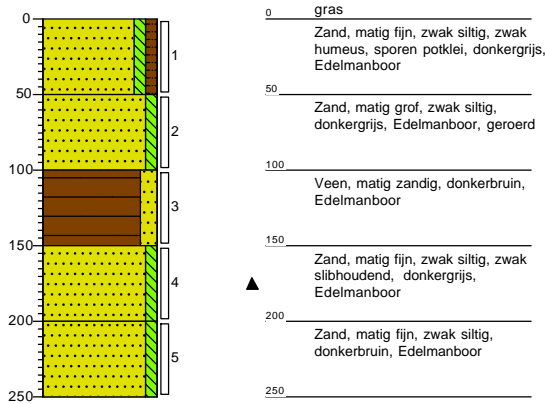 0
50
100
150
200
250
1
2
3
4
5
0
gras
Zand, matig fijn, zwak siltig, zwak
humeus, sporen potklei, donkergrijs,
Edelmanboor
50
Zand, matig grof, zwak siltig,
donkergrijs, Edelmanboor, geroerd
100
Veen, matig zandig, donkerbruin,
Edelmanboor
150
Zand, matig fijn, zwak siltig, zwak
slibhoudend, donkergrijs,
Edelmanboor
200
Zand, matig fijn, zwak siltig,
donkerbruin, Edelmanboor
250